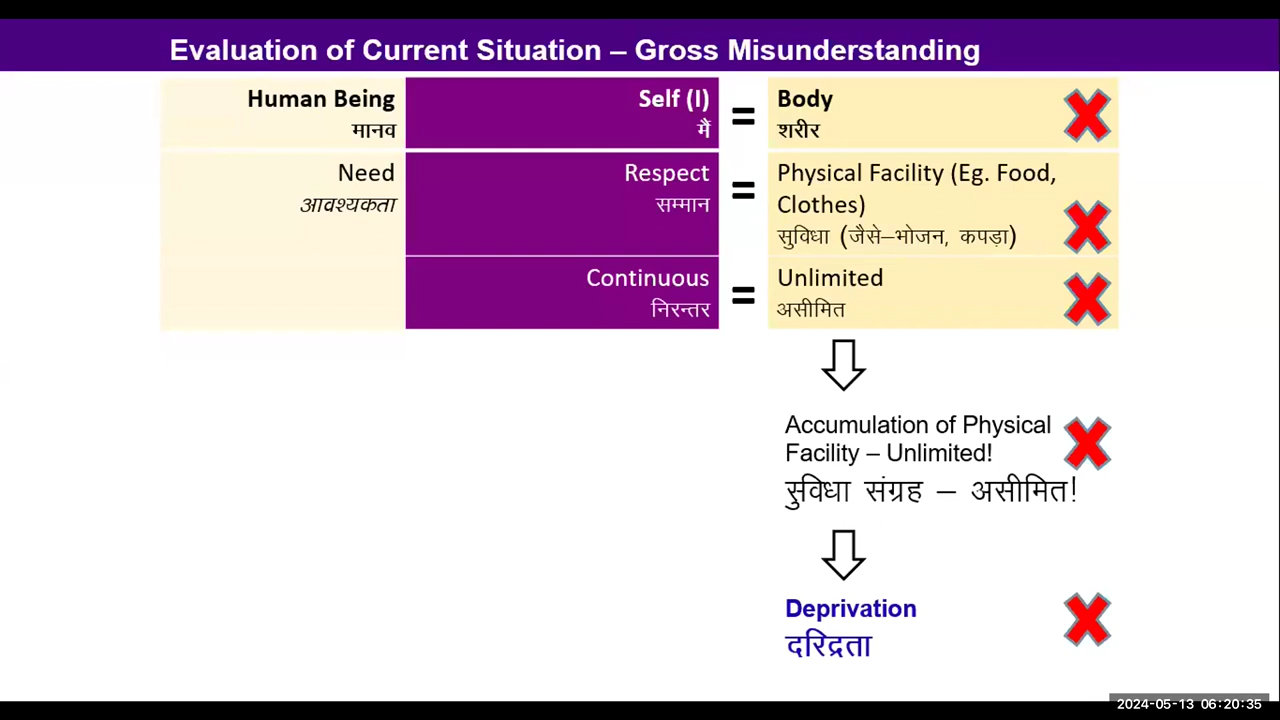 Evaluation of Current Situation – Gross Misunderstanding
Human Being
मानव
Self (I)
मैं
=
Body
शरीर
Need
आवश्यकता
Respect
सम्मान
=
Physical Facility (Eg. Food,
Clothes)
सुविधा (जैसे–भोजन, कपड़ा)
Continuous
निरन्तर
=
Unlimited
असीमित
Accumulation of Physical
Facility – Unlimited!
सुविधा संग्रह – असीमित!
Deprivation
दरिद्रता
2024-05-13 06:20:35